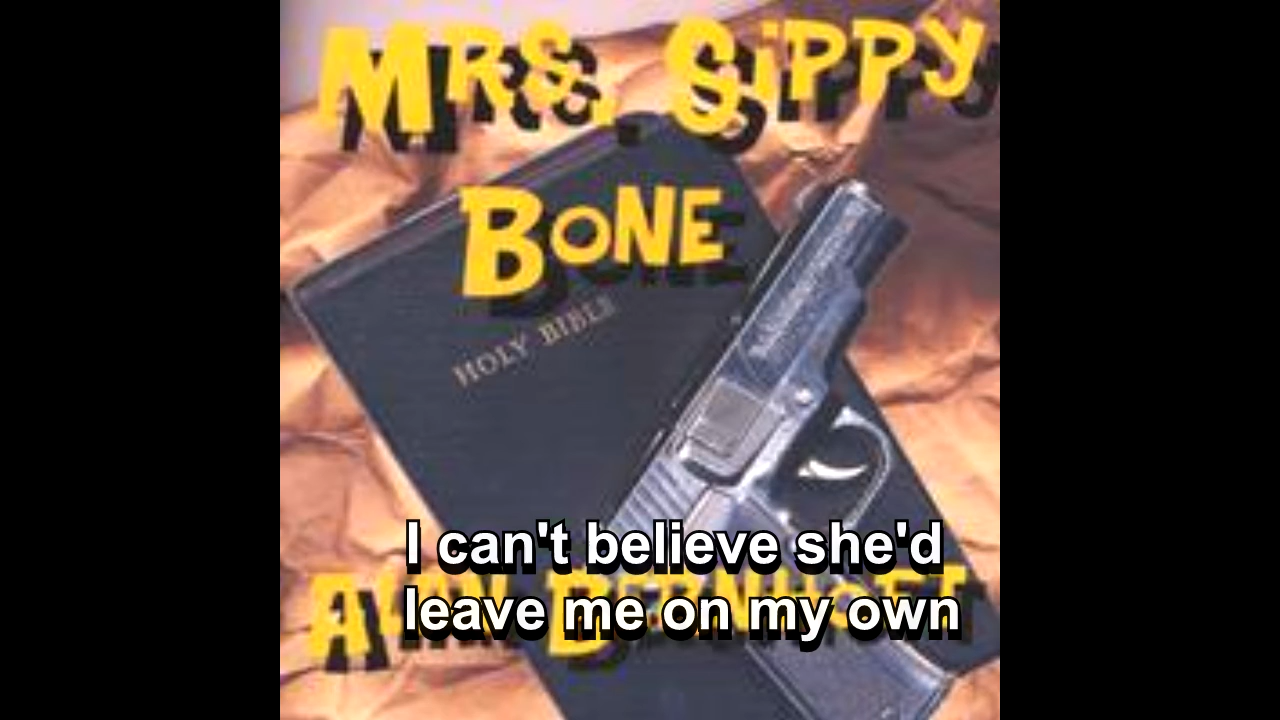 Mrs. Sippy
Bone
HOLY BIBLE
I can't believe she'd
leave me on my own